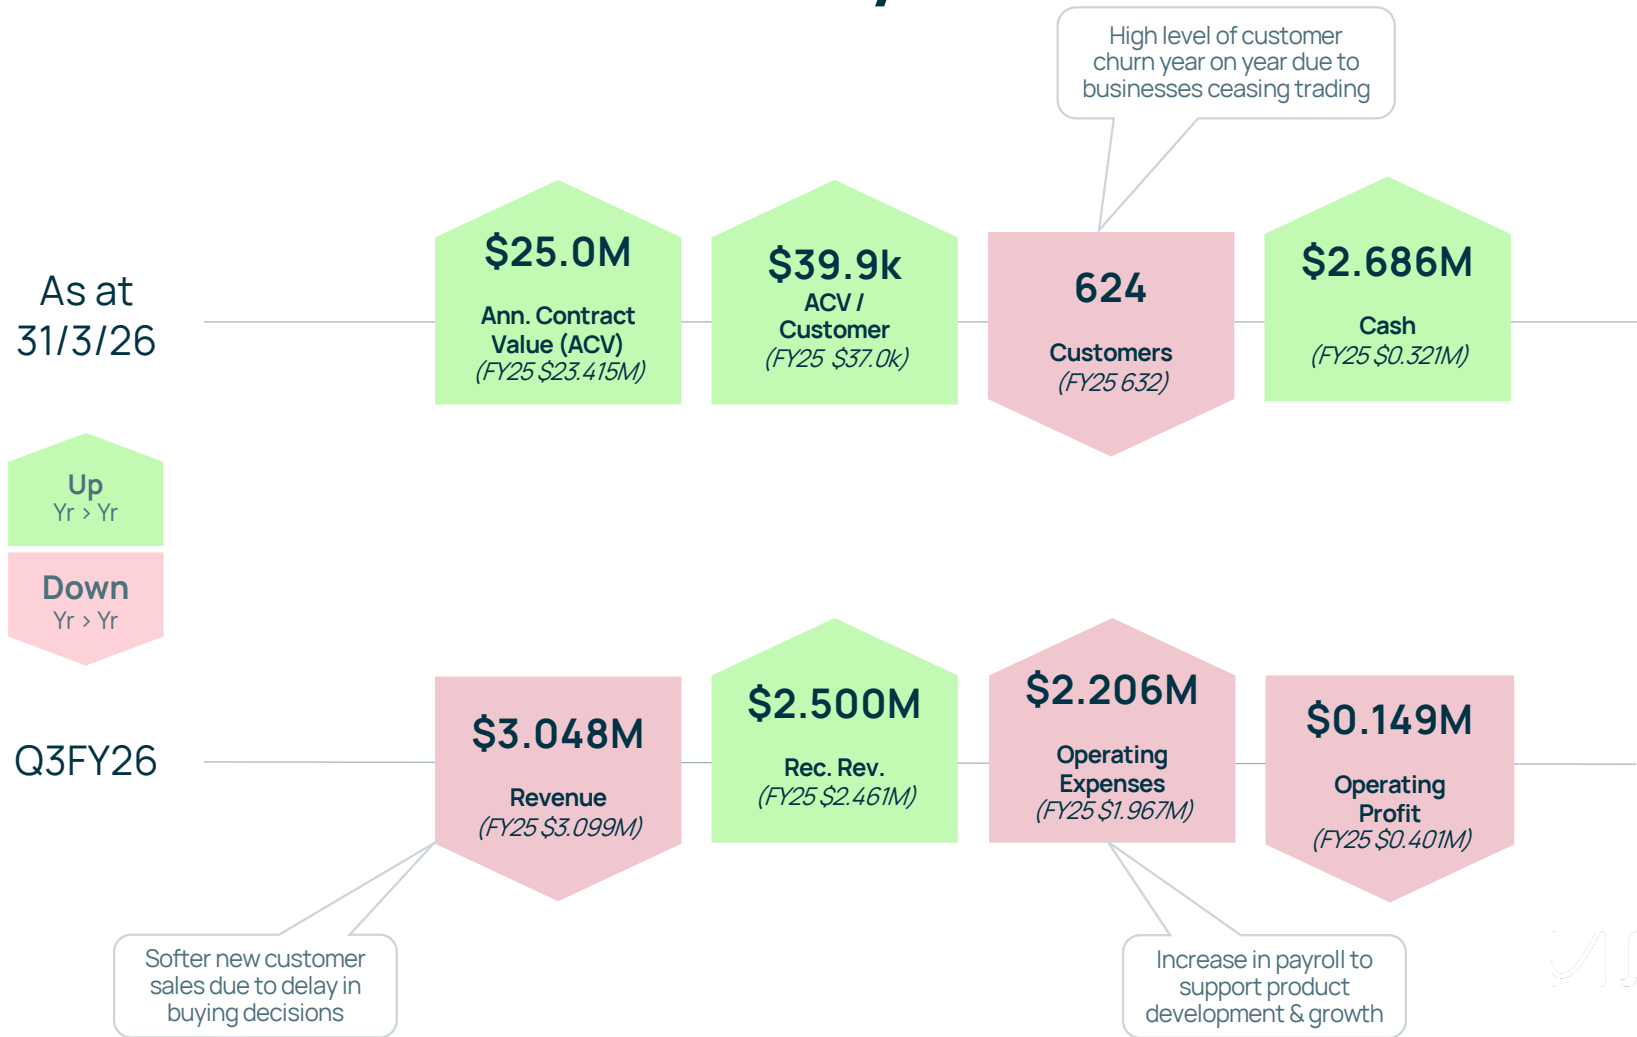 High level of customer
churn year on year due to
businesses ceasing trading
As at
31/3/26
$25.0M
Ann. Contract
Value (ACV)
(FY25 $23.415M)
$39.9k
ACV /
Customer
(FY25 $37.0k)
624
Customers
(FY25 632)
$2.686M
Cash
(FY25 $0.321M)
Up
Yr > Yr
Down
Yr > Yr
Q3FY26
$3.048M
Revenue
(FY25 $3.099M)
$2.500M
Rec. Rev.
(FY25 $2.461M)
$2.206M
Operating
Expenses
(FY25 $1.967M)
$0.149M
Operating
Profit
(FY25 $0.401M)
Softer new customer
sales due to delay in
buying decisions
Increase in payroll to
support product
development & growth